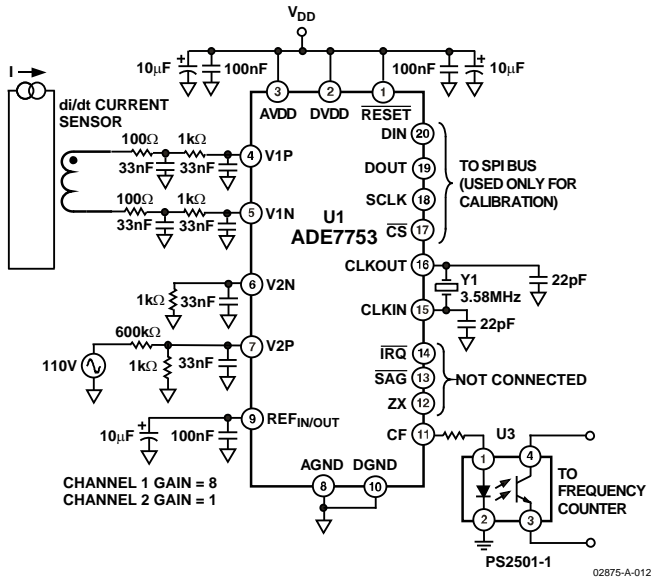 VDD
10μF
+
100nF
100nF
+
10μF
I
3
2
1
AVDD
DVDD
RESET
di/dt CURRENT
SENSOR
DIN
20
DOUT
19
SCLK
18
CS
17
TO SPI BUS
(USED ONLY FOR
CALIBRATION)
100Ω
1kΩ
33nF
33nF
4
V1P
100Ω
1kΩ
33nF
33nF
5
V1N
U1
ADE7753
CLKOUT
16
Y1
3.58MHz
22pF
CLKIN
15
22pF
6
V2N
1kΩ
33nF
600kΩ
7
V2P
110V
1kΩ
33nF
IRQ
14
SAG
13
ZX
12
NOT CONNECTED
9
REFIN/OUT
10μF
+
100nF
CF
11
U3
CHANNEL 1 GAIN = 8
CHANNEL 2 GAIN = 1
AGND
DGND
8
10
1
4
2
3
TO
FREQUENCY
COUNTER
PS2501-1
02875-A-012